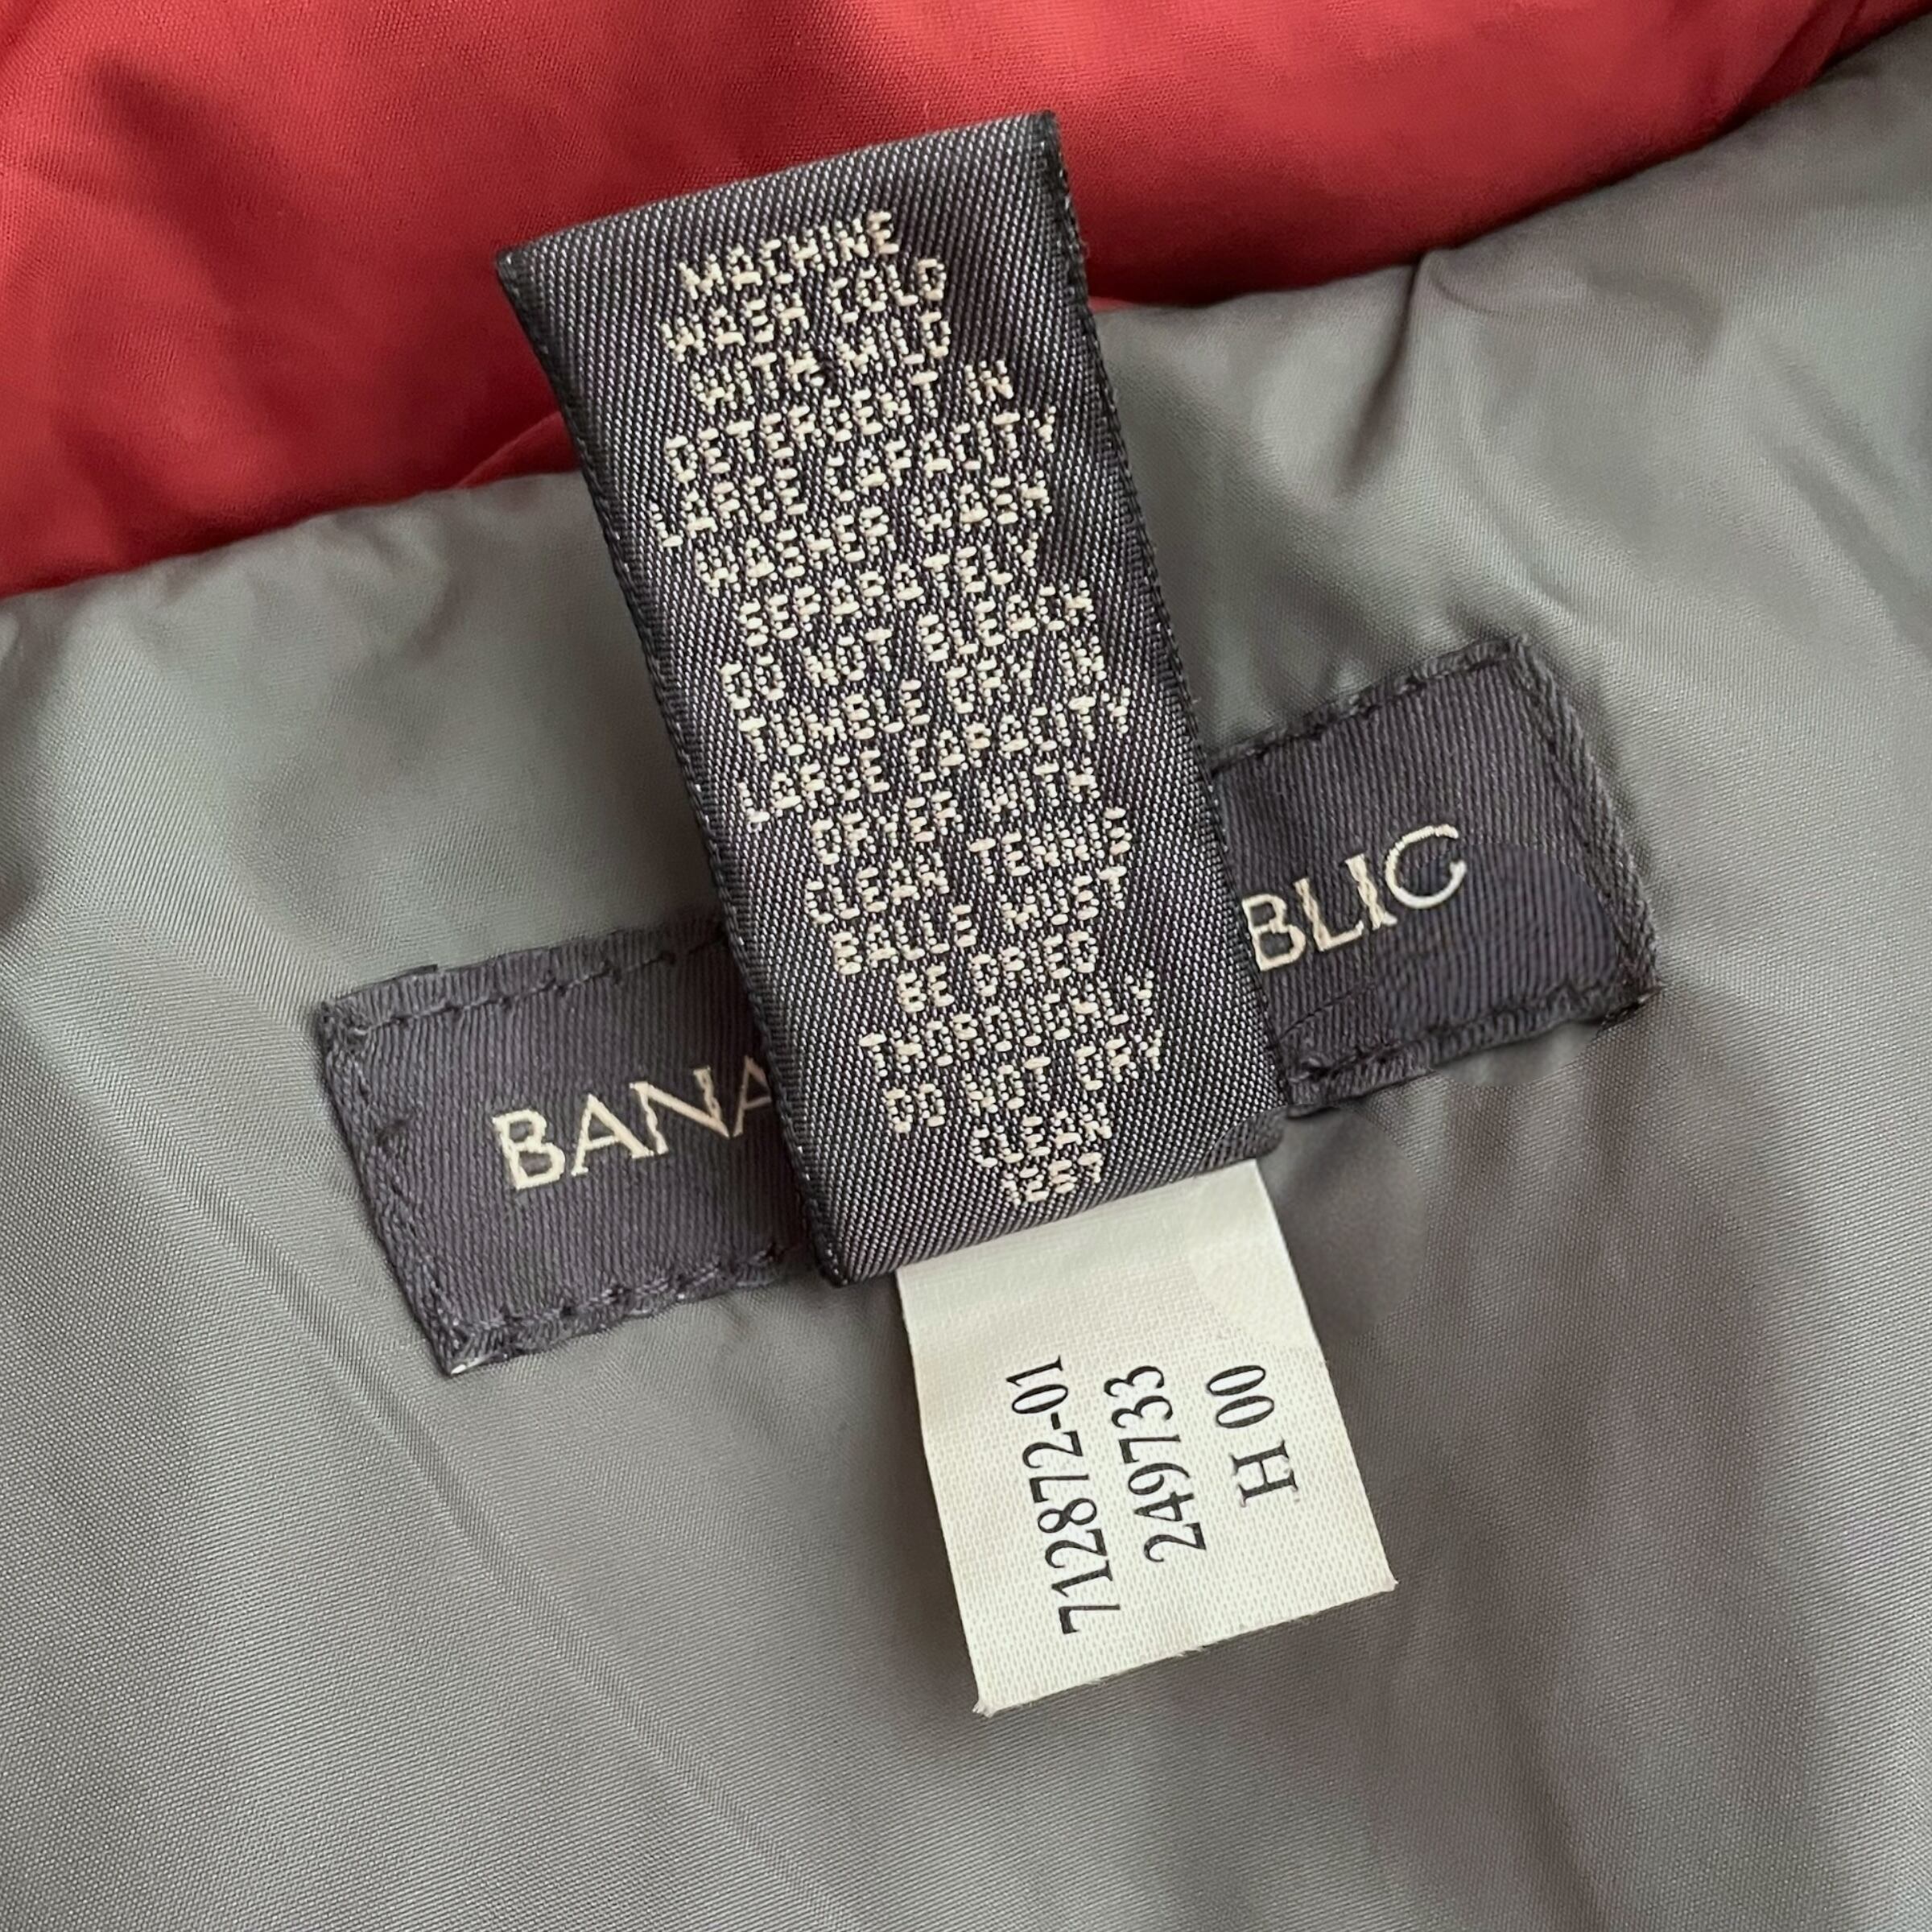 MACHINE
WASH COLD
WITH MILD
DETERGENT IN
LARGE CAPACITY
WASHER WASH
SEPARATELY
DO NOT BLEACH
TUMBLE DRY IN
LARGE CAPACITY
DRYER WITH
CLEAN TENNIS
BALLS MUST
BE DRIED
THOROUGHLY
DO NOT DRY
CLEAN
BANA
BLIC
712872-01
249733
H 00